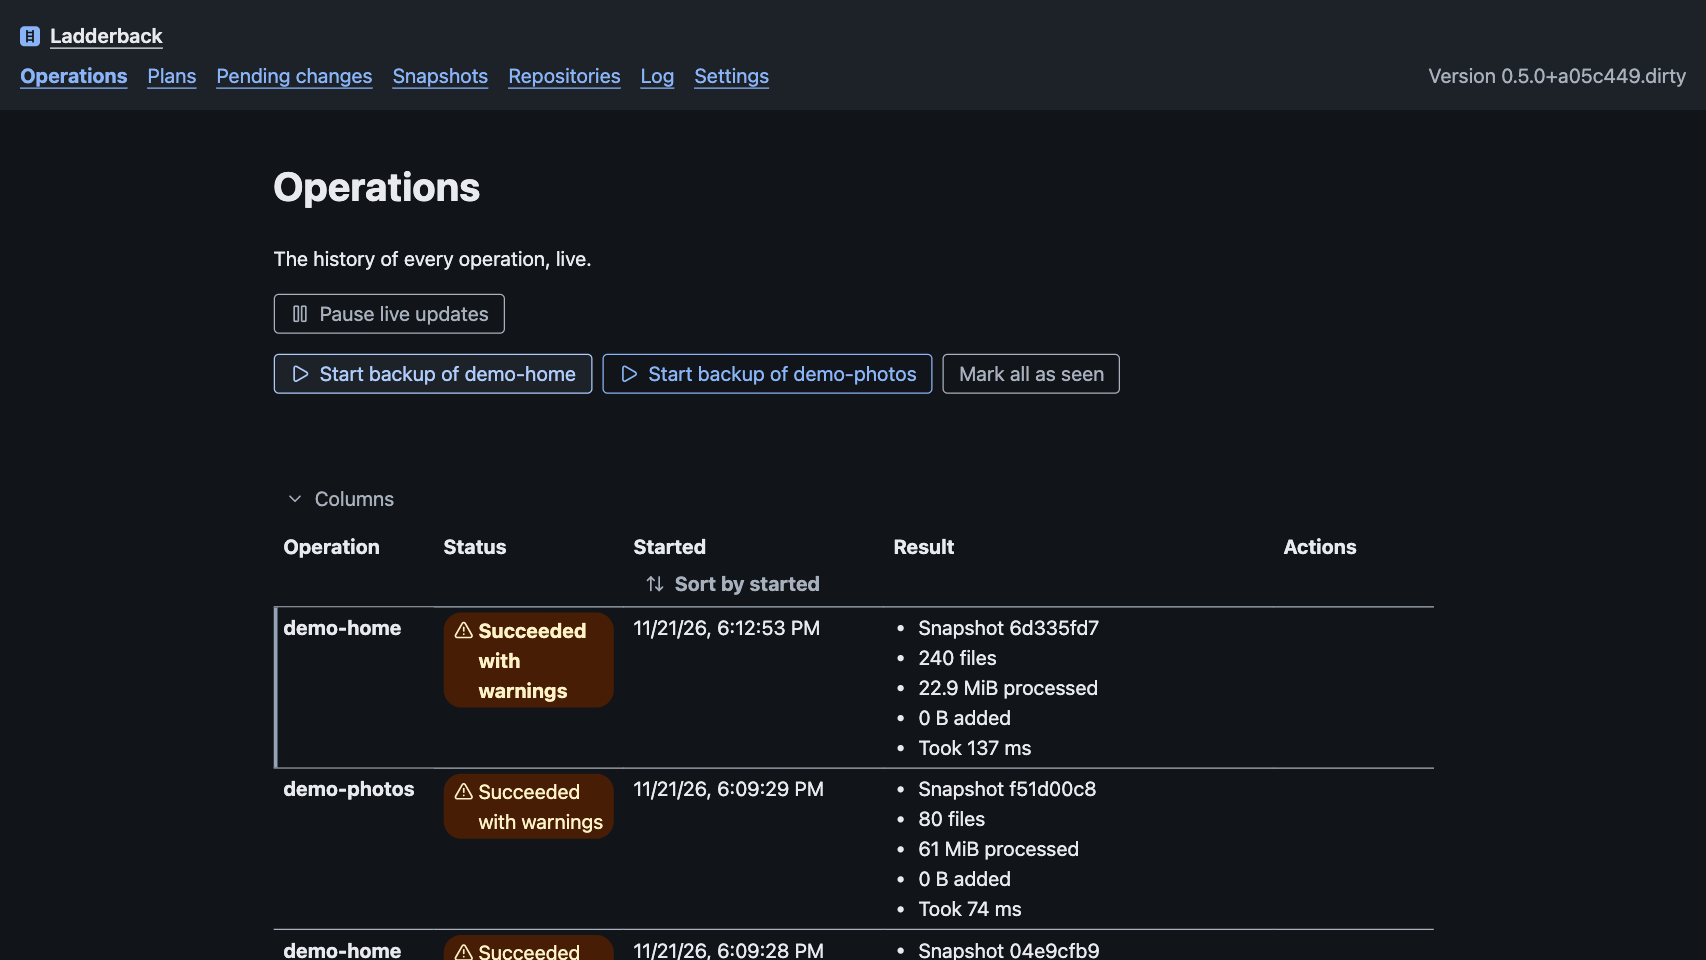 Ladderback
Operations Plans Pending changes Snapshots Repositories Log Settings Version 0.5.0+a05c449.dirty
Operations
The history of every operation, live.
Pause live updates
Start backup of demo-home Start backup of demo-photos Mark all as seen
Columns
Operation Status Started Result Actions
Sort by started
demo-home Succeeded 11/21/26, 6:12:53 PM • Snapshot 6d335fd7
with • 240 files
warnings • 22.9 MiB processed
• 0 B added
• Took 137 ms
demo-photos Succeeded 11/21/26, 6:09:29 PM • Snapshot f51d00c8
with warnings • 80 files
• 61 MiB processed
• 0 B added
• Took 74 ms
demo-home Succeeded 11/21/26, 6:09:28 PM • Snapshot 04e9cfb9